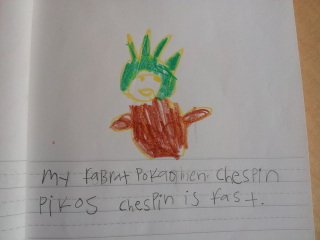 my fabrat Pokaomen. Chespin
Pikos chespin is fast.